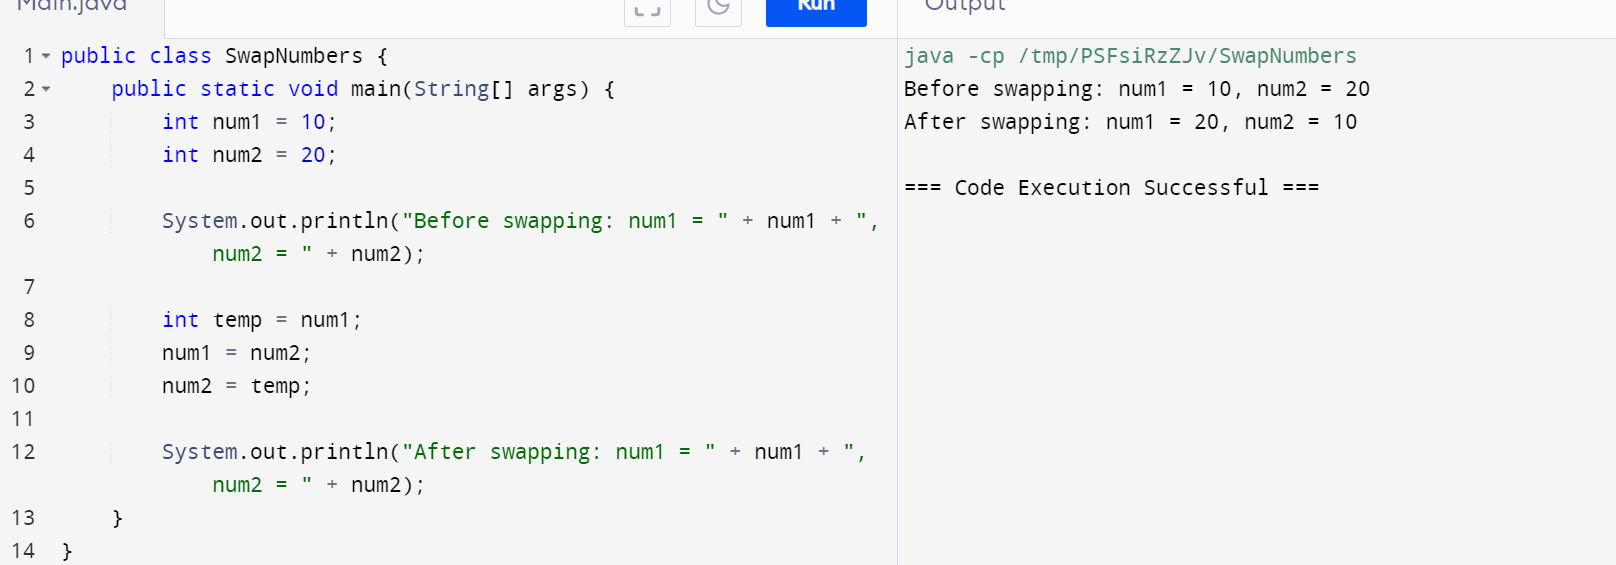 Main.java
Run
Output
1 public class SwapNumbers {
2 public static void main(String[] args) {
3 int num1 = 10;
4 int num2 = 20;
5
6 System.out.println("Before swapping: num1 = " + num1 + ",
num2 = " + num2);
7
8 int temp = num1;
9 num1 = num2;
10 num2 = temp;
11
12 System.out.println("After swapping: num1 = " + num1 + ",
num2 = " + num2);
13 }
14 }
java -cp /tmp/PSFsiRzZJv/SwapNumbers
Before swapping: num1 = 10, num2 = 20
After swapping: num1 = 20, num2 = 10
=== Code Execution Successful ===